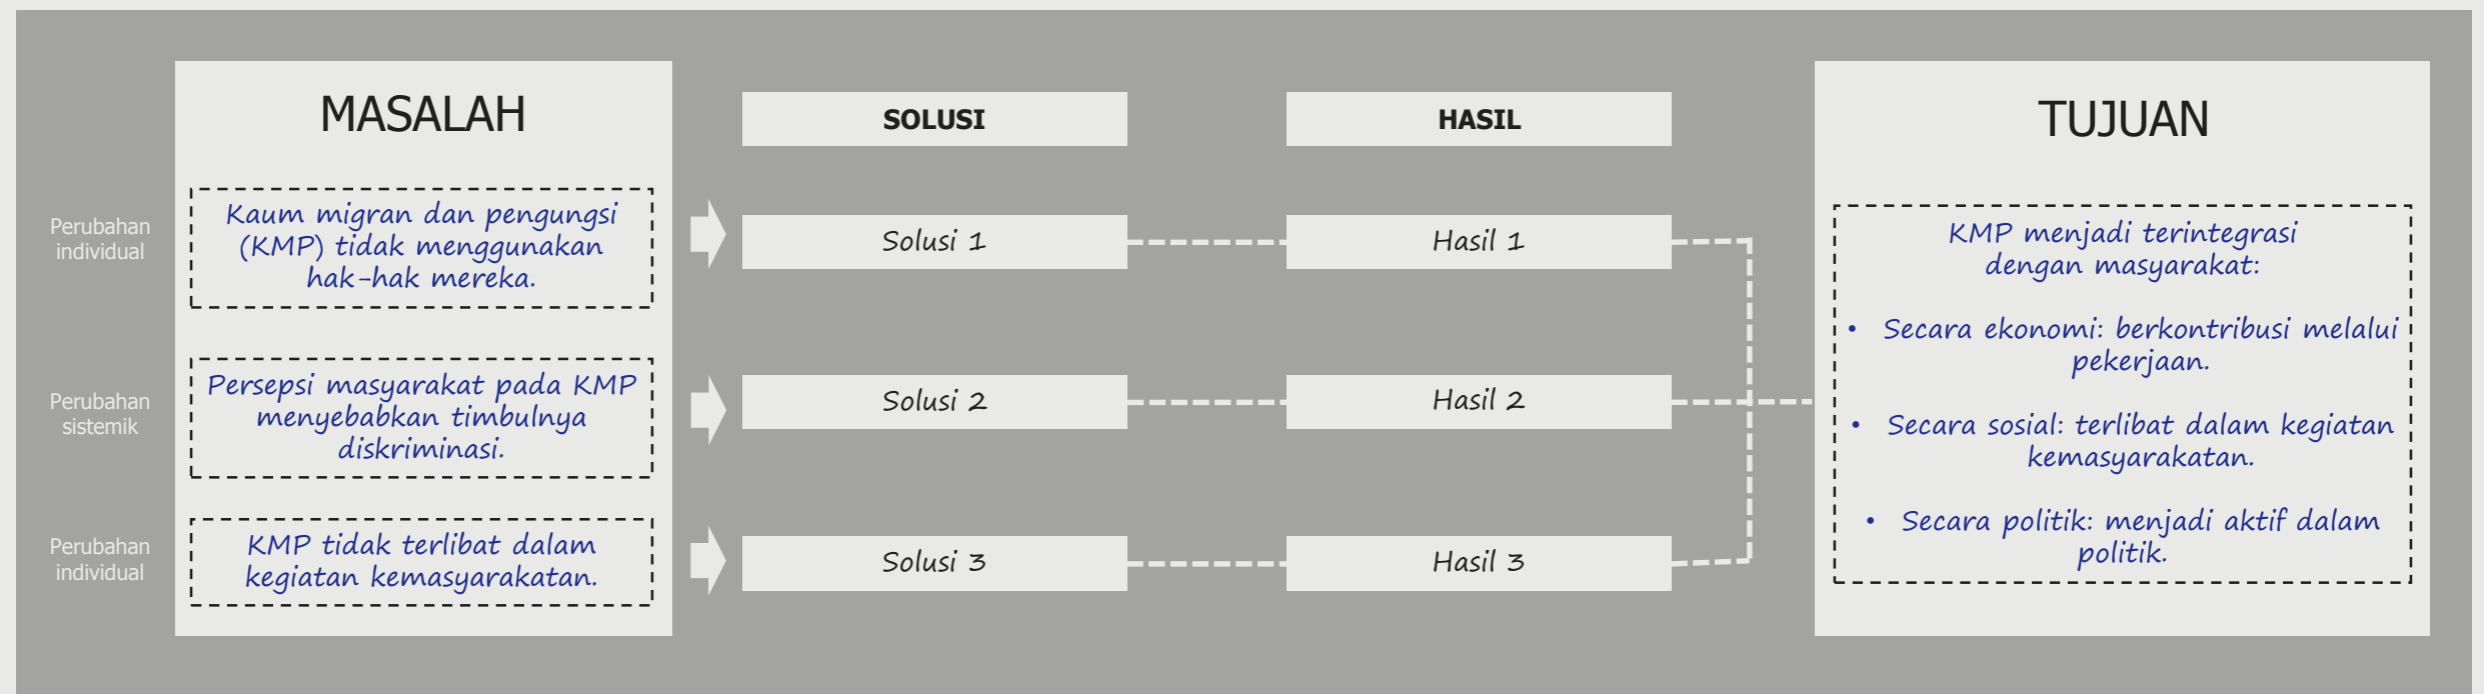 MASALAH
SOLUSI
HASIL
TUJUAN
Perubahan
individual
Kaum migran dan pengungsi
(KMP) tidak menggunakan
hak-hak mereka.
Solusi 1
Hasil 1
Perubahan
sistemik
Persepsi masyarakat pada KMP
menyebabkan timbulnya
diskriminasi.
Solusi 2
Hasil 2
Perubahan
individual
KMP tidak terlibat dalam
kegiatan kemasyarakatan.
Solusi 3
Hasil 3
KMP menjadi terintegrasi
dengan masyarakat:
• Secara ekonomi: berkontribusi melalui
pekerjaan.
• Secara sosial: terlibat dalam kegiatan
kemasyarakatan.
• Secara politik: menjadi aktif dalam
politik.